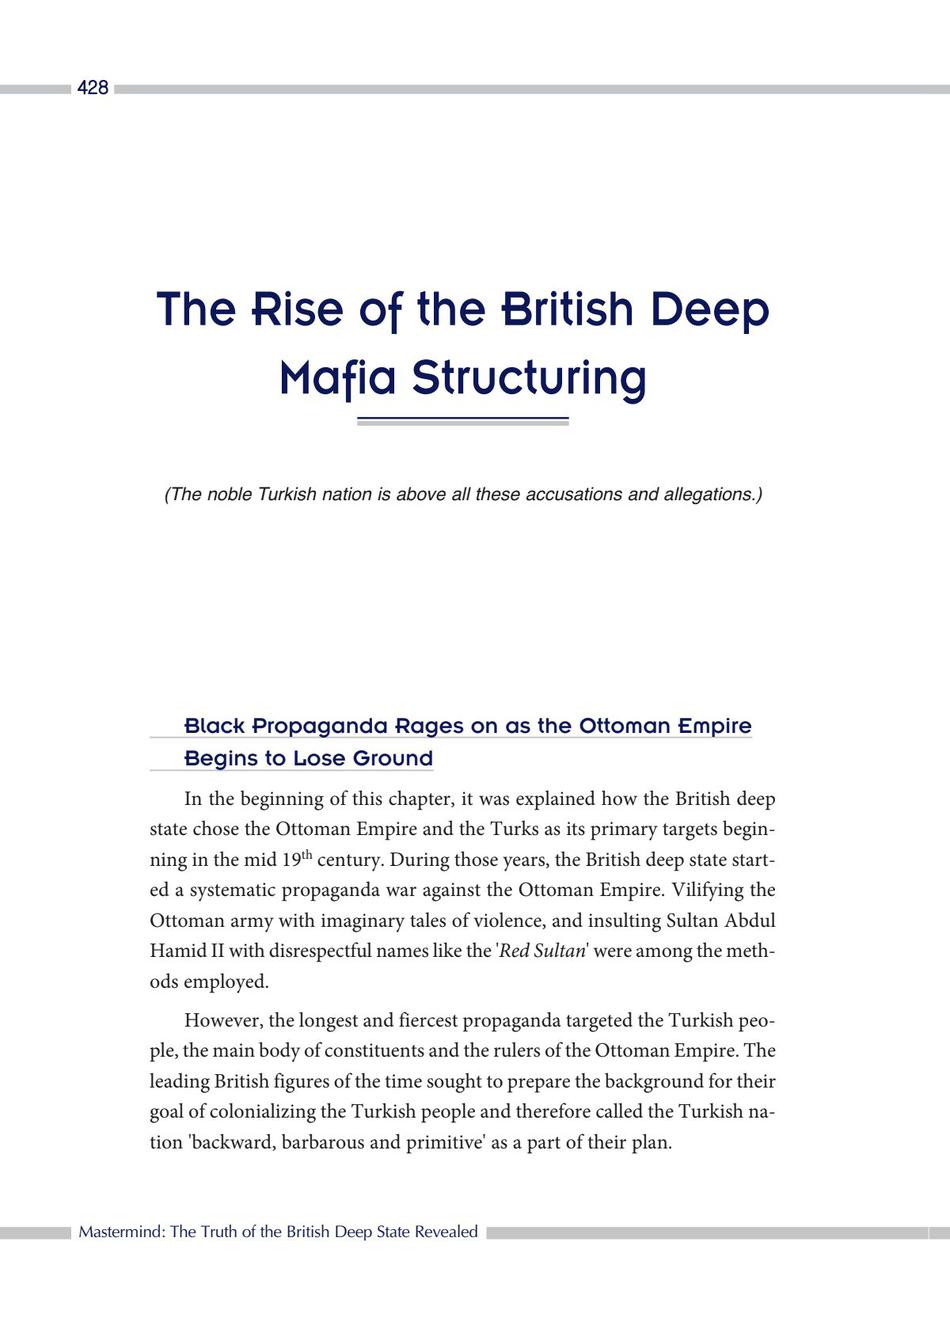 428
The Rise of the British Deep
Mafia Structuring
(The noble Turkish nation is above all these accusations and allegations.)
Black Propaganda Rages on as the Ottoman Empire
Begins to Lose Ground
In the beginning of this chapter, it was explained how the British deep
state chose the Ottoman Empire and the Turks as its primary targets begin-
ning in the mid 19th century. During those years, the British deep state start-
ed a systematic propaganda war against the Ottoman Empire. Vilifying the
Ottoman army with imaginary tales of violence, and insulting Sultan Abdul
Hamid II with disrespectful names like the 'Red Sultan' were among the meth-
ods employed.
However, the longest and fiercest propaganda targeted the Turkish peo-
ple, the main body of constituents and the rulers of the Ottoman Empire. The
leading British figures of the time sought to prepare the background for their
goal of colonializing the Turkish people and therefore called the Turkish na-
tion 'backward, barbarous and primitive' as a part of their plan.
Mastermind: The Truth of the British Deep State Revealed